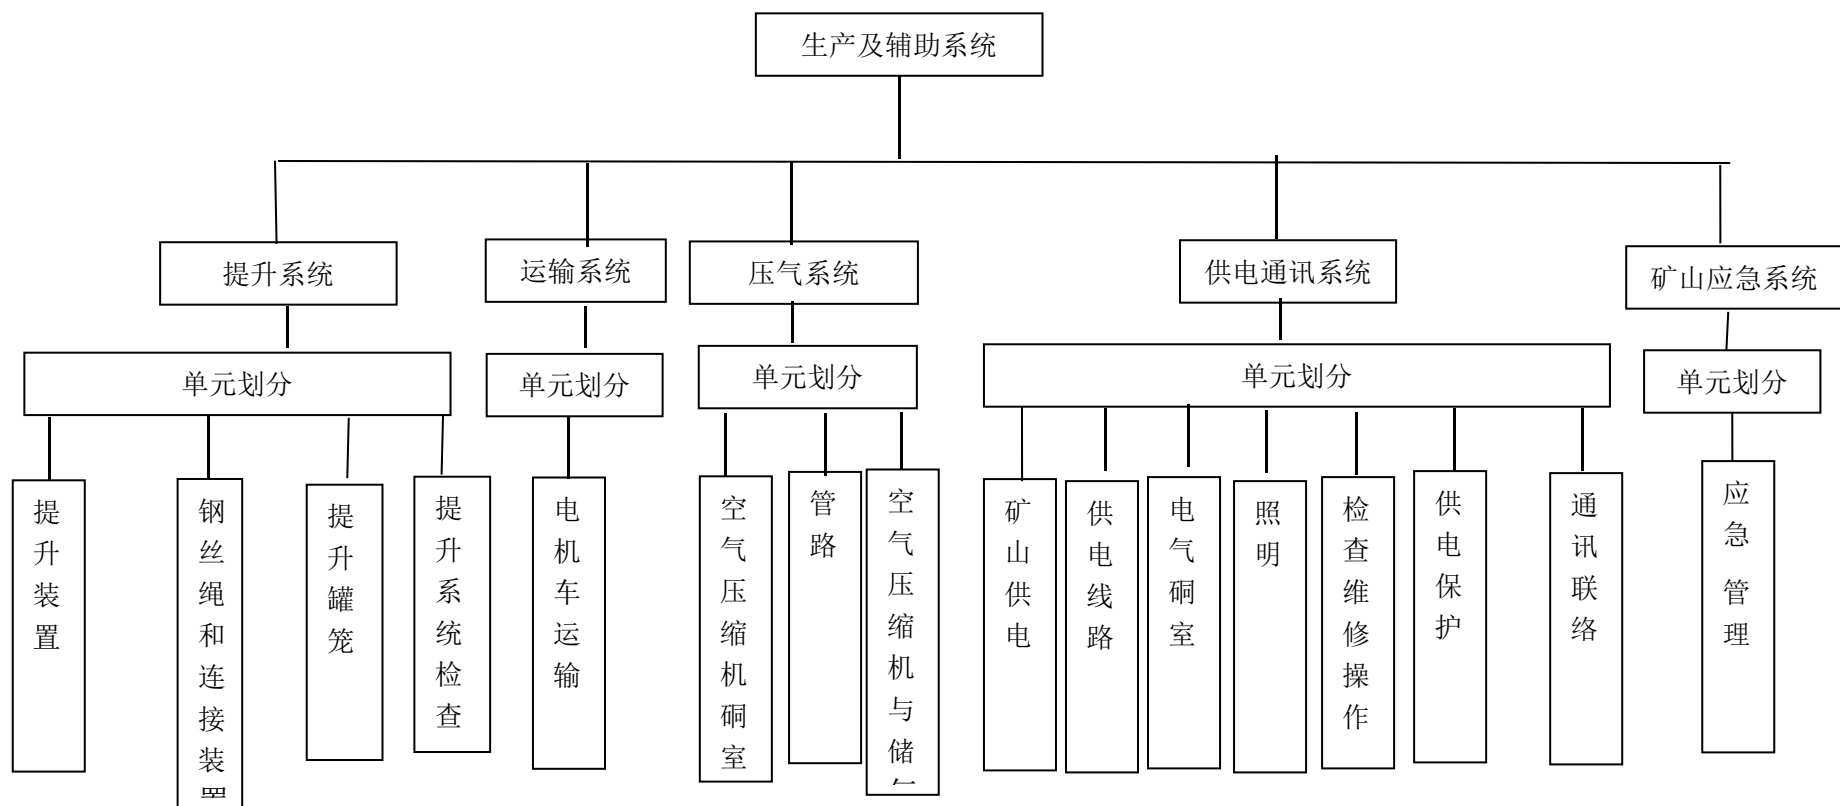 生产及辅助系统
提升系统
运输系统
压气系统
供电通讯系统
矿山应急系统
单元划分
单元划分
单元划分
单元划分
单元划分
提升装置
钢丝绳和连接装置
提升罐笼
提升系统检查
电机车运输
空气压缩机硐室
管路
空气压缩机与储气
矿山供电
供电线路
电气硐室
照明
检查维修操作
供电保护
通讯联络
应急管理